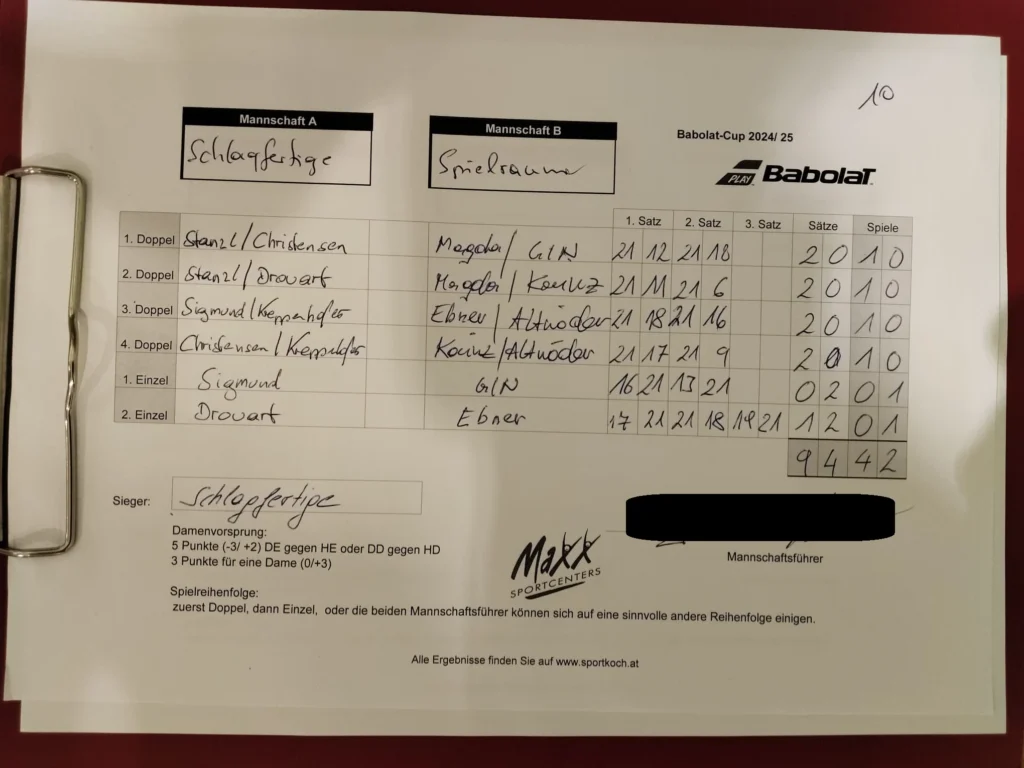 10
Mannschaft A
Mannschaft B
Babolat-Cup 2024/ 25
Schlagfertige
Spielraum
PLAY BABOLAT
1. Satz 2. Satz 3. Satz Sätze Spiele
1. Doppel Stanzl/Christensen Magdai/ GIN 21 12 21 18 2 0 1 0
2. Doppel Stanzl/Drouart Magdai/ Kainz 21 11 21 6 2 0 1 0
3. Doppel Sigmund/Kreppenhofer Ebner/ Altnöder 21 18 21 16 2 0 1 0
4. Doppel Christensen/ Kainz/Altnöder 21 17 21 9 2 0 1 0
1. Einzel Sigmund GIN 16 21 13 21 0 2 0 1
2. Einzel Drouart Ebner 17 21 21 18 19 21 1 2 0 1
9 4 4 2
Sieger: Schlagfertige
Damenvorsprung:
5 Punkte (-3/ +2) DE gegen HE oder DD gegen HD
3 Punkte für eine Dame (0/+3)
MaXX
SPORTCENTERS
Mannschaftsführer
Spielreihenfolge:
zuerst Doppel, dann Einzel, oder die beiden Mannschaftsführer können sich auf eine sinnvolle andere Reihenfolge einigen.
Alle Ergebnisse finden Sie auf www.sportkoch.at